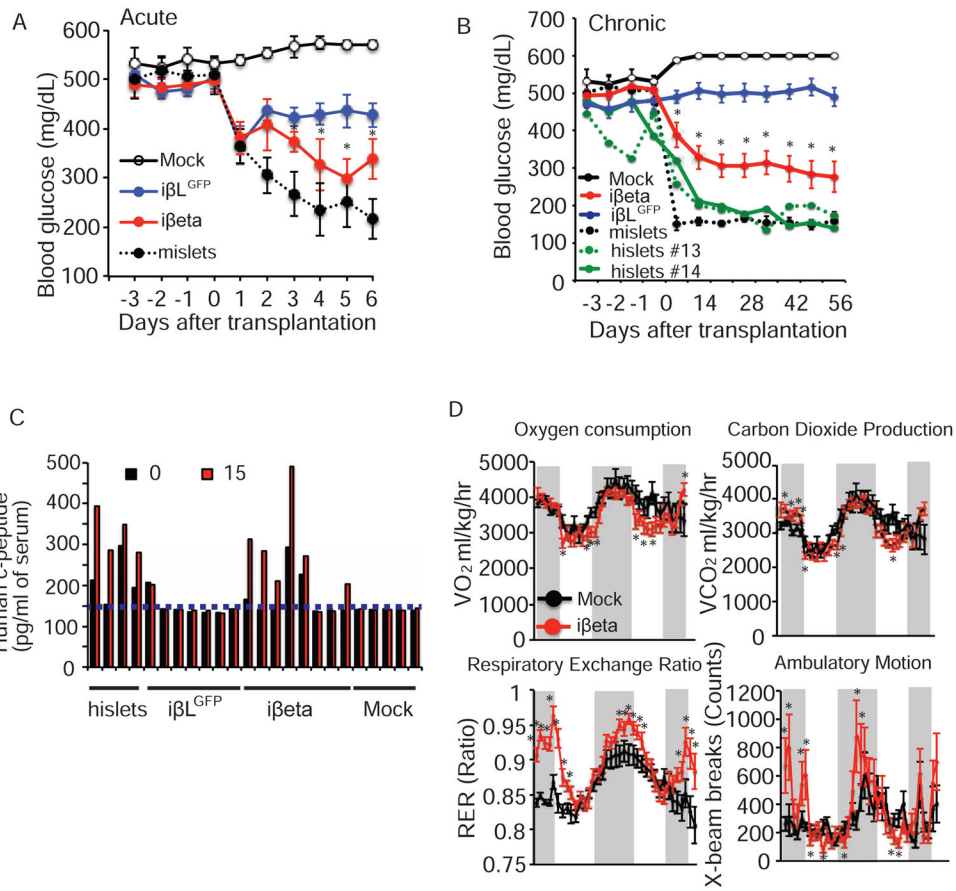 A
Acute
Blood glucose (mg/dL)
600
500
400
300
200
100
Mock
iβL^GFP
iβeta
mislets
* * * *
-3 -2 -1 0 1 2 3 4 5 6
Days after transplantation
B
Chronic
Blood glucose (mg/dL)
700
600
500
400
300
200
100
0
Mock
iβeta
iβL^GFP
mislets
hislets #13
hislets #14
* * * * * * * *
-3 -2 -1 0 14 28 42 56
Days after transplantation
C
Human c-peptide
(pg/ml of serum)
500
400
300
200
150
100
0
0 15
hislets iβL^GFP iβeta Mock
D
Oxygen consumption
VO2 ml/kg/hr
5000
4000
3000
2000
1000
0
Mock
iβeta
Carbon Dioxide Production
VCO2 ml/kg/hr
5000
4000
3000
2000
1000
0
Respiratory Exchange Ratio
RER (Ratio)
1
0.95
0.9
0.85
0.8
0.75
Ambulatory Motion
X-beam breaks (Counts)
1200
1000
800
600
400
200
0